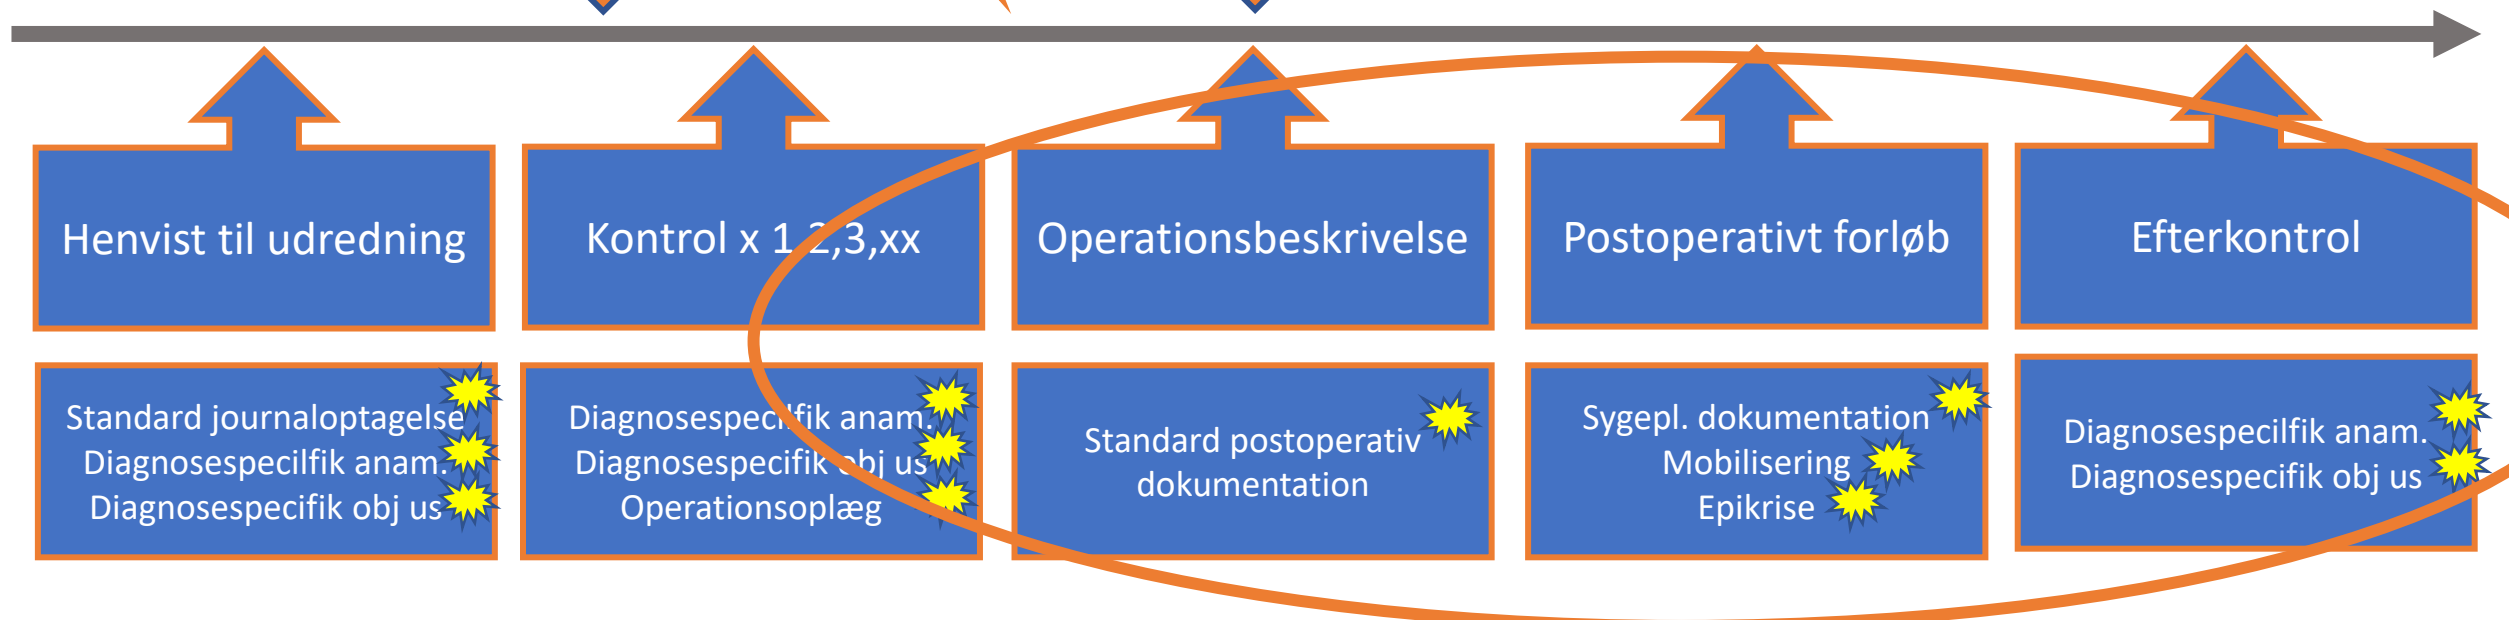 Henvist til udredning
Kontrol x 1,2,3,xx
Operationsbeskrivelse
Postoperativt forløb
Efterkontrol
Standard journaloptagelse
Diagnosespecilfik anam.
Diagnosespecifik obj us
Diagnosespecilfik anam.
Diagnosespecifik obj us
Operationsoplæg
Standard postoperativ
dokumentation
Sygepl. dokumentation
Mobilisering
Epikrise
Diagnosespecilfik anam.
Diagnosespecifik obj us